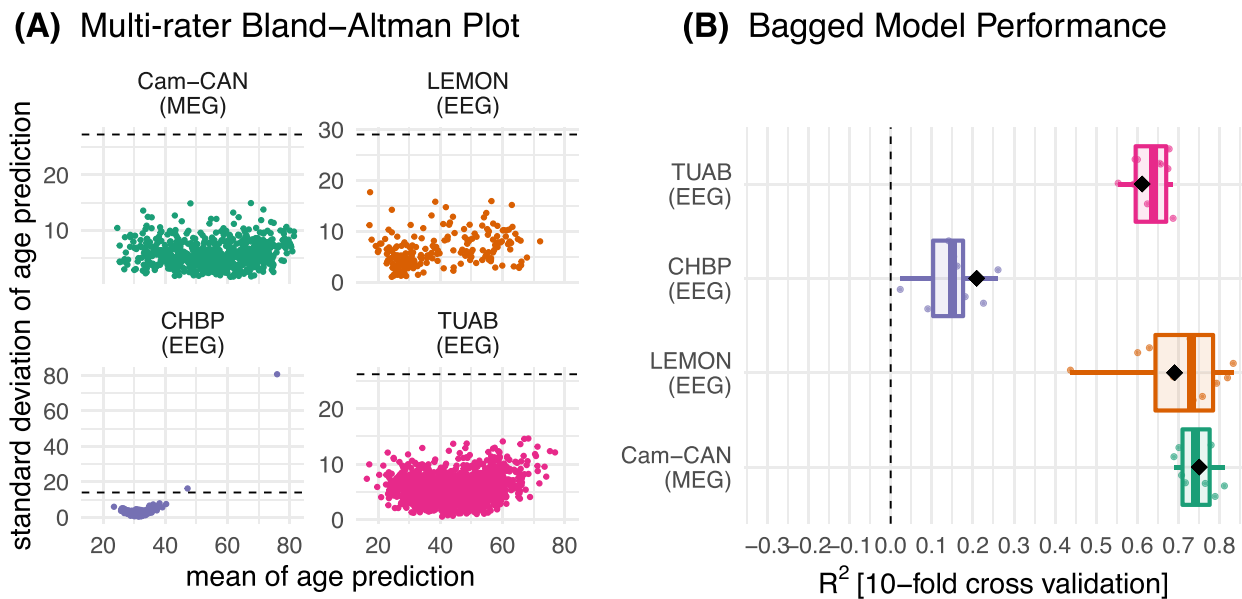 (A) Multi-rater Bland−Altman Plot
Cam−CAN
(MEG)
LEMON
(EEG)
standard deviation of age prediction
20
10
30
20
10
0
CHBP
(EEG)
TUAB
(EEG)
80
60
40
20
0
20
10
0
20 40 60 80
20 40 60 80
mean of age prediction
(B) Bagged Model Performance
TUAB
(EEG)
CHBP
(EEG)
LEMON
(EEG)
Cam−CAN
(MEG)
−0.3 −0.2 −0.1 0.0 0.1 0.2 0.3 0.4 0.5 0.6 0.7 0.8
R² [10−fold cross validation]